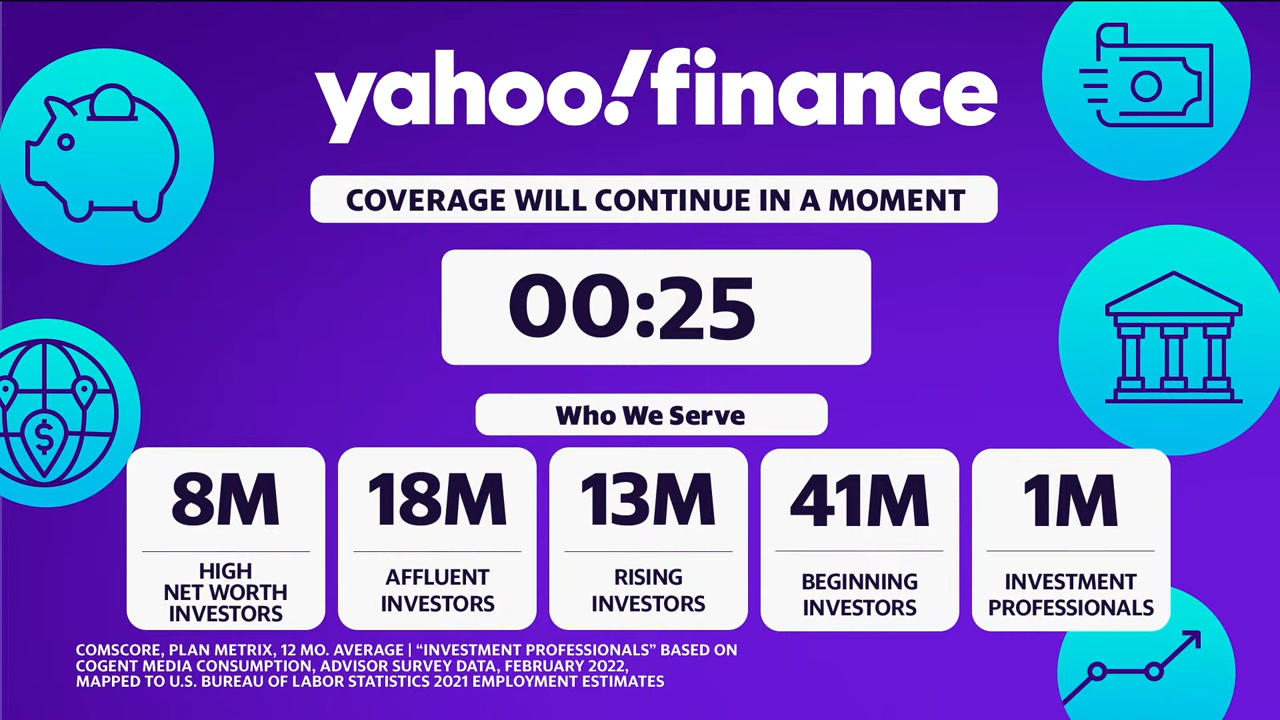 yahoo!finance
COVERAGE WILL CONTINUE IN A MOMENT
00:25
Who We Serve
8M
HIGH
NET WORTH
INVESTORS
18M
AFFLUENT
INVESTORS
13M
RISING
INVESTORS
41M
BEGINNING
INVESTORS
1M
INVESTMENT
PROFESSIONALS
$
COMSCORE, PLAN METRIX, 12 MO. AVERAGE | “INVESTMENT PROFESSIONALS” BASED ON
COGENT MEDIA CONSUMPTION, ADVISOR SURVEY DATA, FEBRUARY 2022,
MAPPED TO U.S. BUREAU OF LABOR STATISTICS 2021 EMPLOYMENT ESTIMATES